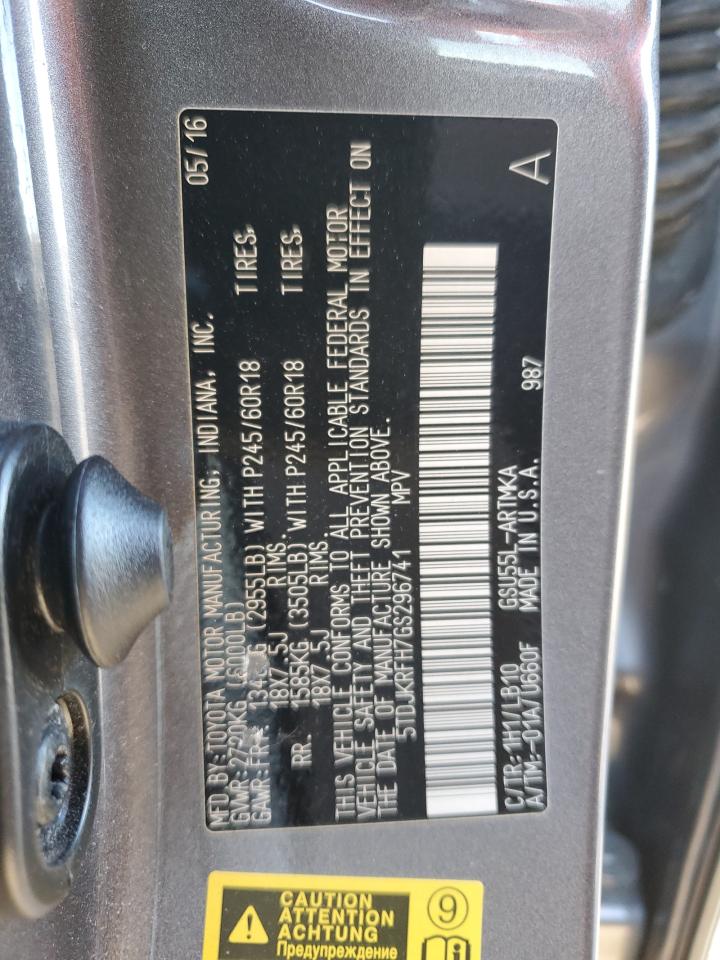 MFD.BY:TOYOTA MOTOR MANUFACTURING, INDIANA, INC. 05/16
GVWR:2720KG (6000LB)
GAWR:FR. (2955LB) WITH P245/60R18 TIRES,
18X7.5J RIMS.
RR. 1585KG (3505LB) WITH P245/60R18 TIRES,
18X7.5J RIMS.
THIS VEHICLE CONFORMS TO ALL APPLICABLE FEDERAL MOTOR
VEHICLE SAFETY AND THEFT PREVENTION STANDARDS IN EFFECT ON
THE DATE OF MANUFACTURE SHOWN ABOVE.
5TDJKRFH7GS296741 MPV
C/TR:1H1/LB10 GSU55L-ARTMKA 987 A
A/TM:-01A/U660F MADE IN U.S.A.
CAUTION
ATTENTION
ACHTUNG
Предупреждение
9